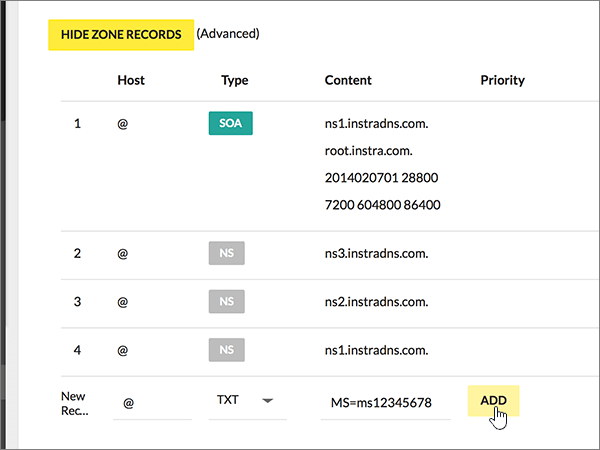 HIDE ZONE RECORDS (Advanced)
Host Type Content Priority
1 @ SOA ns1.instradns.com.
root.instra.com.
2014020701 28800
7200 604800 86400
2 @ NS ns3.instradns.com.
3 @ NS ns2.instradns.com.
4 @ NS ns1.instradns.com.
New
Rec... @ TXT MS=ms12345678 ADD